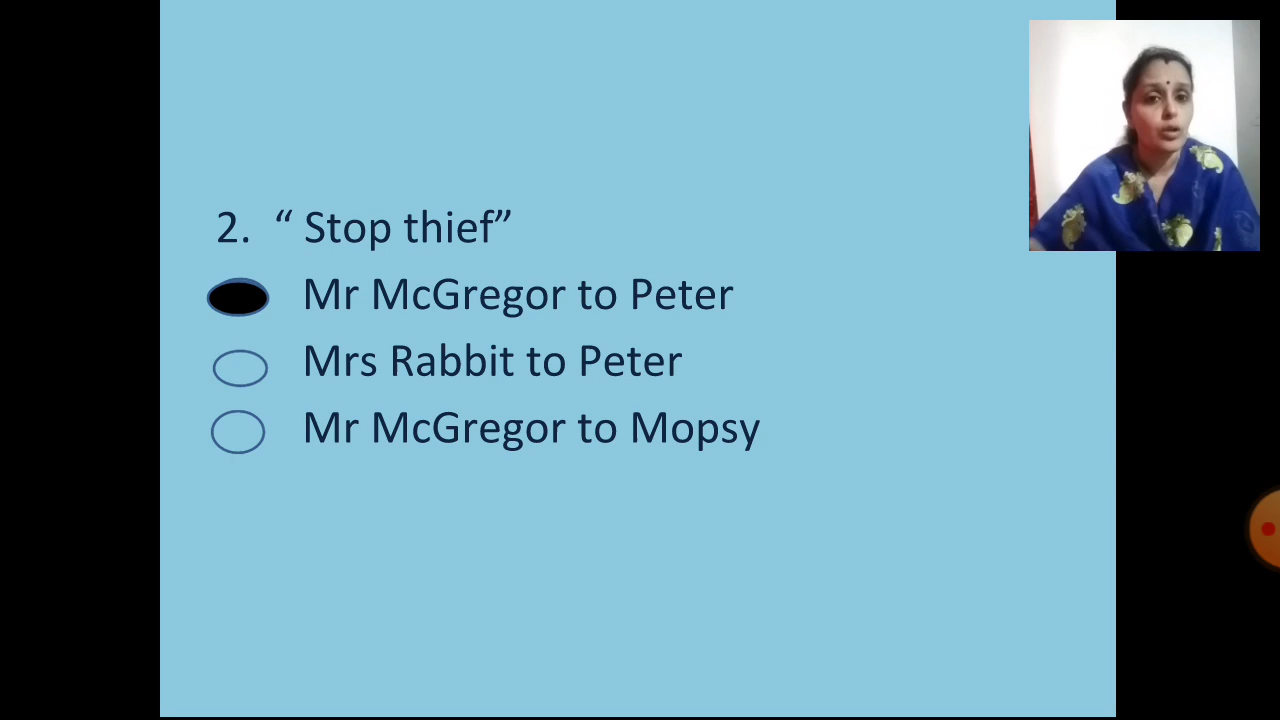 2. “ Stop thief”
Mr McGregor to Peter
Mrs Rabbit to Peter
Mr McGregor to Mopsy